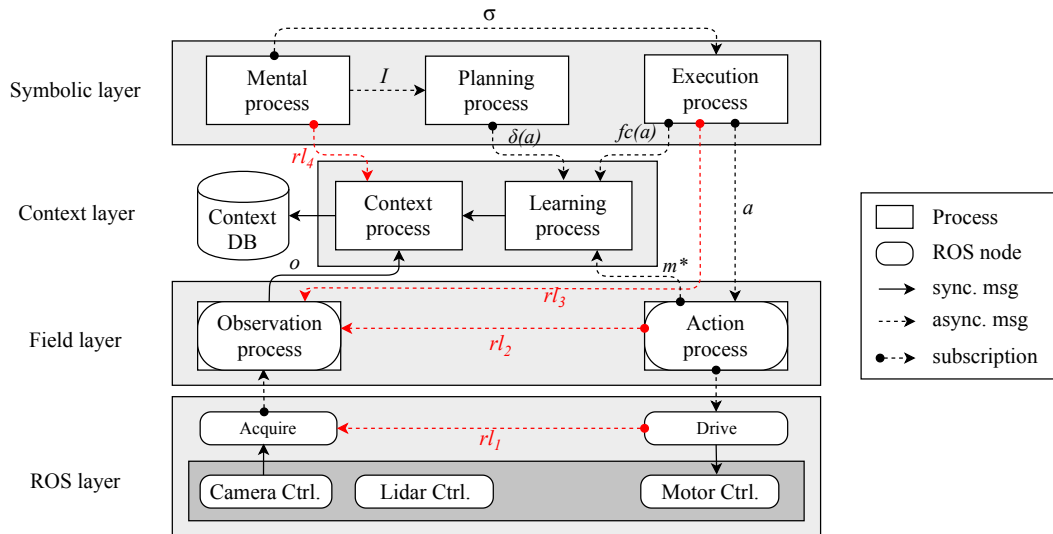 σ
Symbolic layer
Mental
process
I
Planning
process
Execution
process
rl4
δ(a)
fc(a)
Context layer
Context
DB
Context
process
Learning
process
a
o
m*
rl3
Field layer
Observation
process
rl2
Action
process
Acquire
rl1
Drive
ROS layer
Camera Ctrl.
Lidar Ctrl.
Motor Ctrl.
Process
ROS node
sync. msg
async. msg
subscription